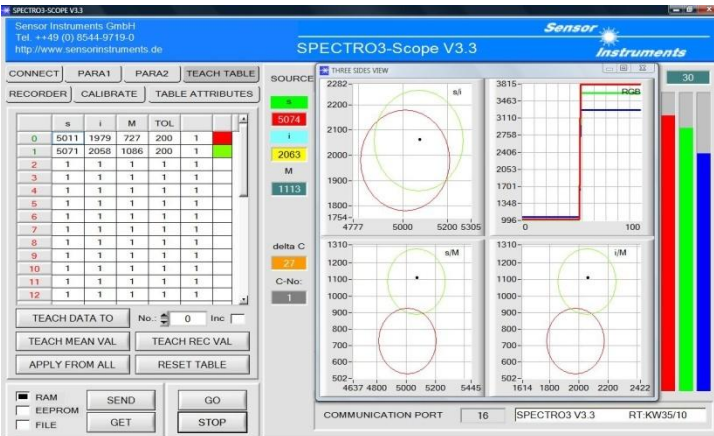 SPECTRO3-SCOPE V3.3
Sensor Instruments GmbH
Tel. ++49 (0) 8544-9719-0
http://www.sensorinstruments.de
SPECTRO3-Scope V3.3
Sensor
Instruments
CONNECT PARA1 PARA2 TEACH TABLE
RECORDER CALIBRATE TABLE ATTRIBUTES
s i M TOL
0 5011 1979 727 200 1
1 5071 2058 1086 200 1
2 1 1 1 1 1
3 1 1 1 1 1
4 1 1 1 1 1
5 1 1 1 1 1
6 1 1 1 1 1
7 1 1 1 1 1
8 1 1 1 1 1
9 1 1 1 1 1
10 1 1 1 1 1
11 1 1 1 1 1
12 1 1 1 1 1
TEACH DATA TO No.: 0 Inc
TEACH MEAN VAL TEACH REC VAL
APPLY FROM ALL RESET TABLE
RAM
EEPROM
FILE
SEND GO
GET STOP
SOURCE
s
5074
i
2063
M
1113
delta C
27
C-No:
1
THREE SIDES VIEW
s/i
2282
2200
2100
2000
1900
1800
1754
4777 5000 5200 5305
RGB
3815
3463
3110
2758
2406
2053
1701
1348
996
0 100
s/M
1310
1200
1100
1000
900
800
700
600
502
4637 4800 5000 5200 5445
i/M
1310
1200
1100
1000
900
800
700
600
502
1614 1800 2000 2200 2422
30
COMMUNICATION PORT 16 SPECTRO3 V3.3 RT:KW35/10